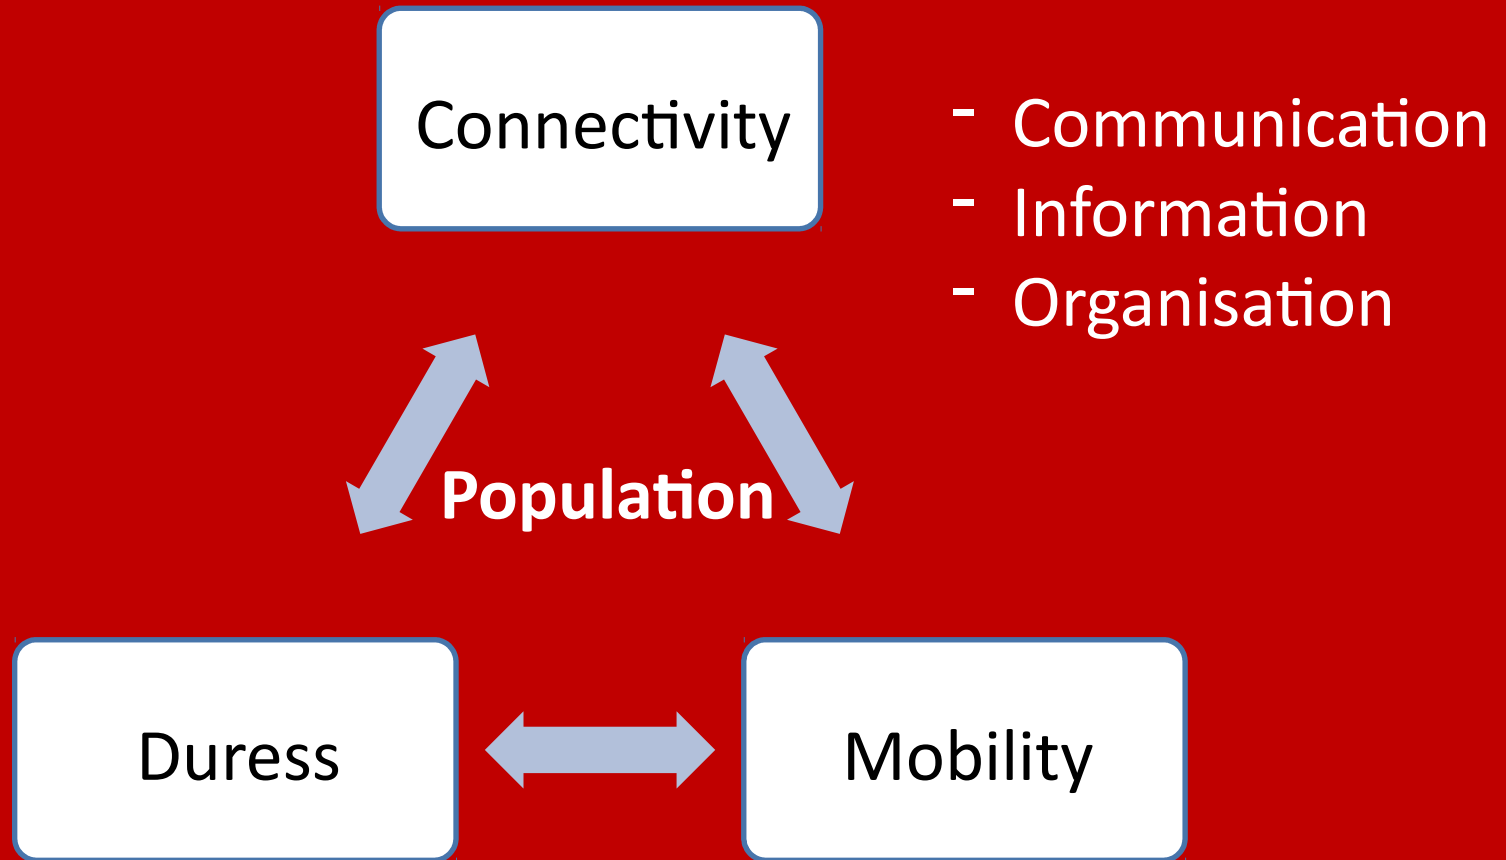 Connectivity
- Communication
- Information
- Organisation
Population
Duress
Mobility